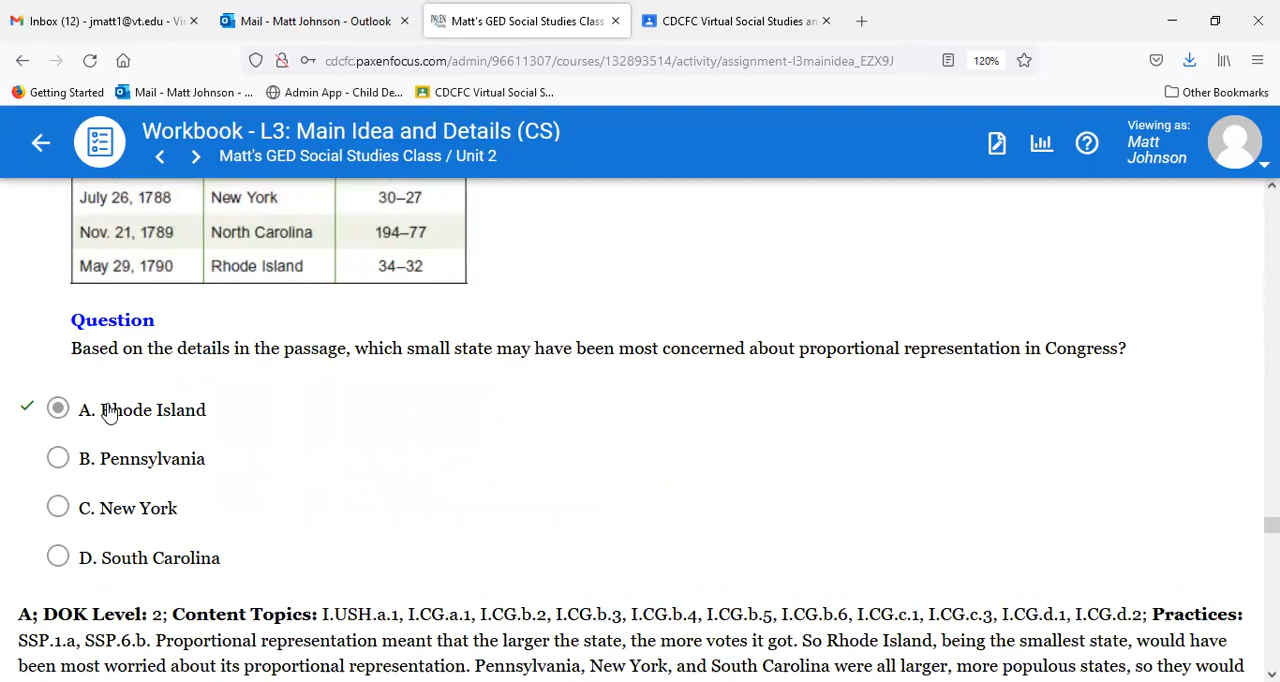 Inbox (12) - jmatt1@vt.edu - Vir
Mail - Matt Johnson - Outlook
PAXEN
Matt's GED Social Studies Class
CDCFC Virtual Social Studies an
cdcfc.paxenfocus.com/admin/96611307/courses/132893514/activity/assignment-l3mainidea_EZX9J
120%
Getting Started
Mail - Matt Johnson - ...
Admin App - Child De...
CDCFC Virtual Social S...
Other Bookmarks
Workbook - L3: Main Idea and Details (CS)
Matt's GED Social Studies Class / Unit 2
Viewing as:
Matt
Johnson
July 26, 1788 New York 30–27
Nov. 21, 1789 North Carolina 194–77
May 29, 1790 Rhode Island 34–32
Question
Based on the details in the passage, which small state may have been most concerned about proportional representation in Congress?
A. Rhode Island
B. Pennsylvania
C. New York
D. South Carolina
A; DOK Level: 2; Content Topics: I.USH.a.1, I.CG.a.1, I.CG.b.2, I.CG.b.3, I.CG.b.4, I.CG.b.5, I.CG.b.6, I.CG.c.1, I.CG.c.3, I.CG.d.1, I.CG.d.2; Practices:
SSP.1.a, SSP.6.b. Proportional representation meant that the larger the state, the more votes it got. So Rhode Island, being the smallest state, would have
been most worried about its proportional representation. Pennsylvania, New York, and South Carolina were all larger, more populous states, so they would